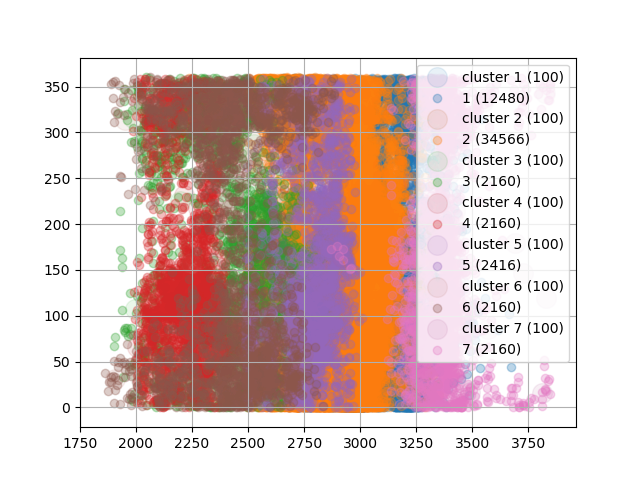 350
300
250
200
150
100
50
0
1750 2000 2250 2500 2750 3000 3250 3500 3750
cluster 1 (100)
1 (12480)
cluster 2 (100)
2 (34566)
cluster 3 (100)
3 (2160)
cluster 4 (100)
4 (2160)
cluster 5 (100)
5 (2416)
cluster 6 (100)
6 (2160)
cluster 7 (100)
7 (2160)